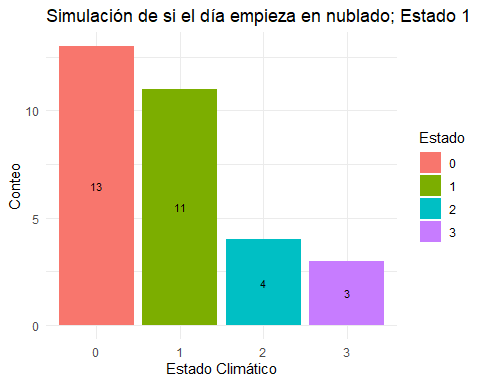 Simulación de si el día empieza en nublado; Estado 1
Conteo
10
5
0
13
11
4
3
0 1 2 3
Estado Climático
Estado
0
1
2
3